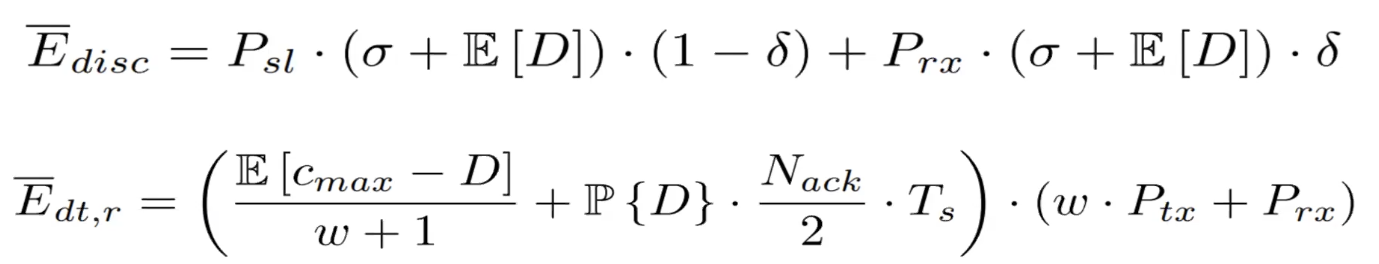 $\overline{E}_{disc} = P_{sl} \cdot (\sigma + \mathbb{E}[D]) \cdot (1 - \delta) + P_{rx} \cdot (\sigma + \mathbb{E}[D]) \cdot \delta$
$\overline{E}_{dt,r} = \left( \frac{\mathbb{E}[c_{max} - D]}{w + 1} + \mathbb{P}\{D\} \cdot \frac{N_{ack}}{2} \cdot T_s \right) \cdot (w \cdot P_{tx} + P_{rx})$